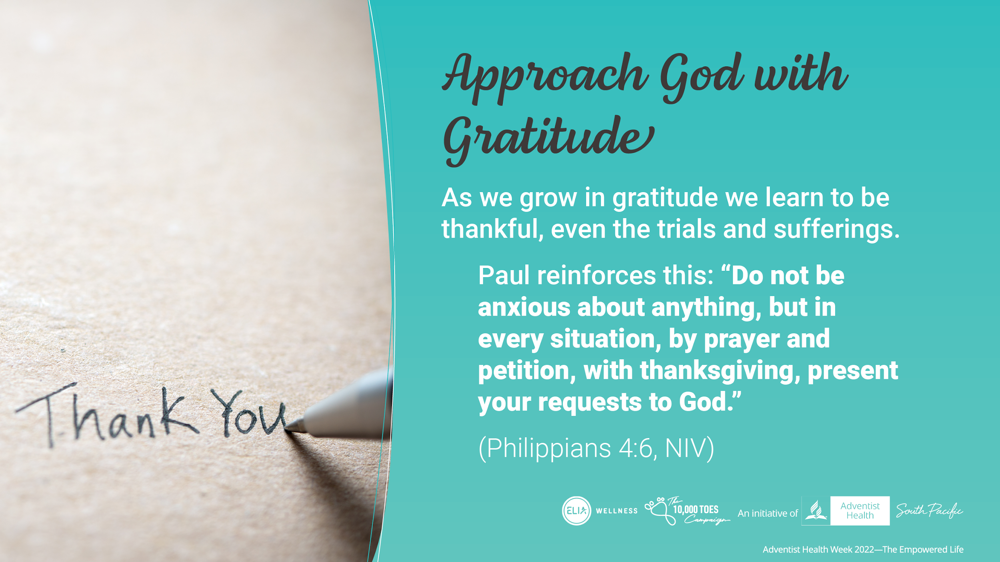 Approach God with
Gratitude
As we grow in gratitude we learn to be
thankful, even the trials and sufferings.
Paul reinforces this: “Do not be
anxious about anything, but in
every situation, by prayer and
petition, with thanksgiving, present
your requests to God.”
(Philippians 4:6, NIV)
Thank You
ELIA WELLNESS
The
10,000 TOES
Campaign
An initiative of
Adventist
Health
South Pacific
Adventist Health Week 2022—The Empowered Life